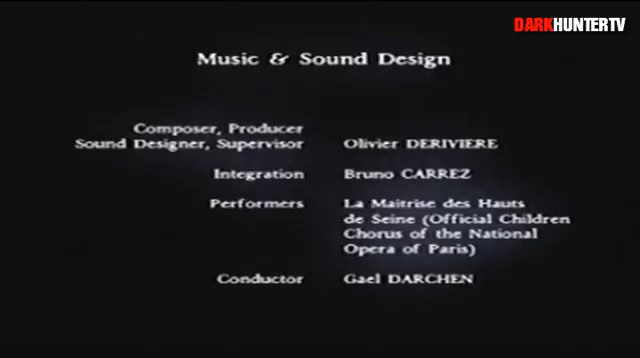 DARKHUNTERTV
Music & Sound Design
Composer, Producer
Sound Designer, Supervisor Olivier DERIVIERE
Integration Bruno CARREZ
Performers La Maitrise des Hauts
de Seine (Official Children
Chorus of the National
Opera of Paris)
Conductor Gael DARCHEN